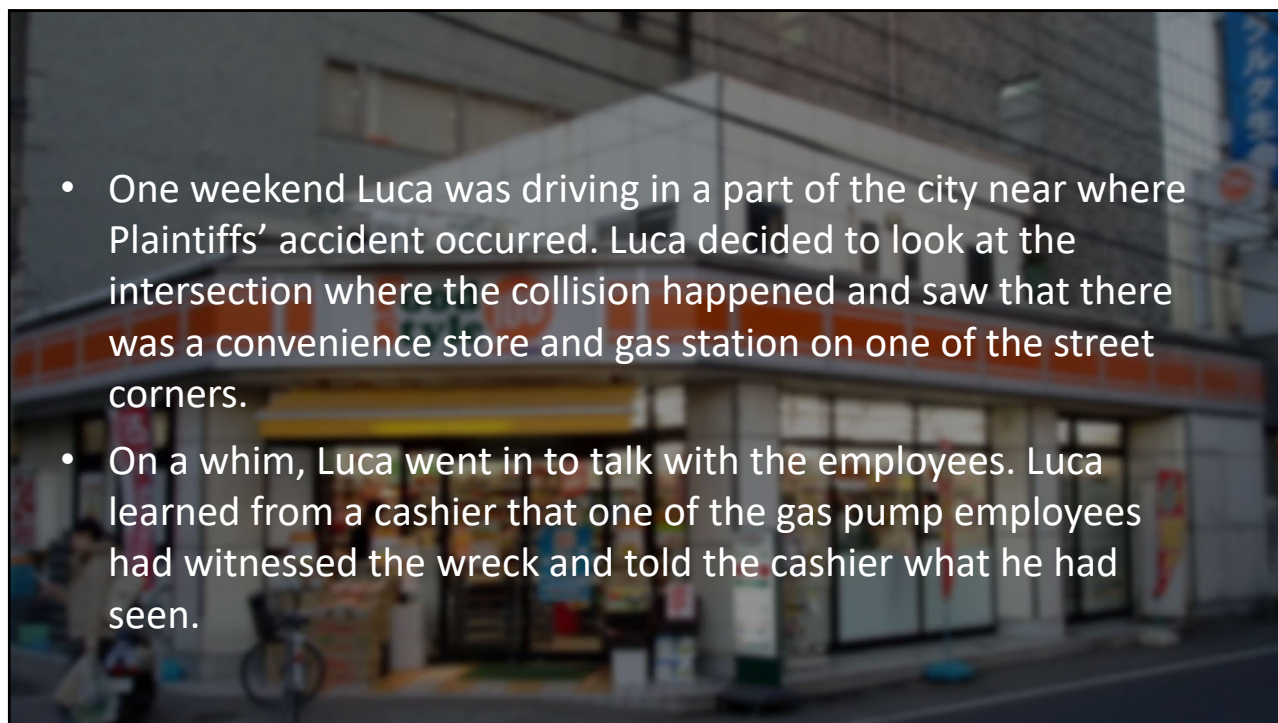 • One weekend Luca was driving in a part of the city near where
Plaintiffs’ accident occurred. Luca decided to look at the
intersection where the collision happened and saw that there
was a convenience store and gas station on one of the street
corners.
• On a whim, Luca went in to talk with the employees. Luca
learned from a cashier that one of the gas pump employees
had witnessed the wreck and told the cashier what he had
seen.
100